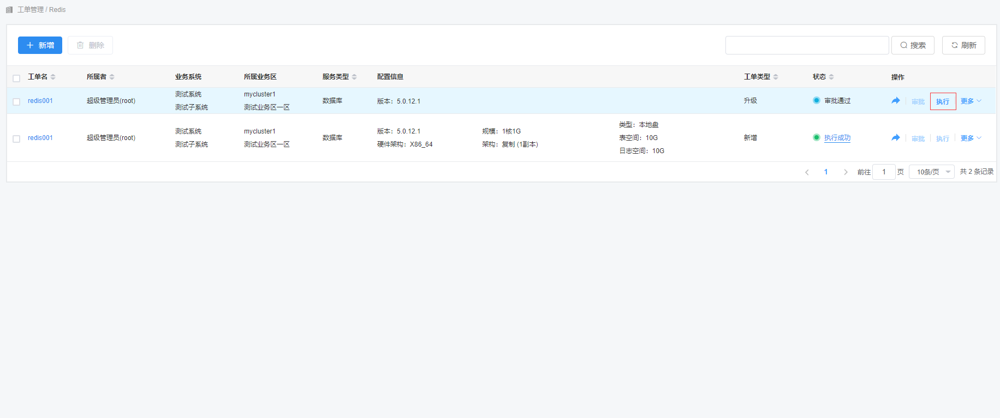 工单管理 / Redis
新增
删除
搜索
刷新
工单名 所属者 业务系统 所属业务区 服务类型 配置信息 工单类型 状态 操作
redis001 超级管理员(root) 测试系统 测试子系统 mycluster1 测试业务区一区 数据库 版本：5.0.12.1 升级 审批通过 审批 执行 更多
redis001 超级管理员(root) 测试系统 测试子系统 mycluster1 测试业务区一区 数据库 版本：5.0.12.1 硬件架构：X86_64 规模：1核1G 架构：复制 (1副本) 类型：本地盘 表空间：10G 日志空间：10G 新增 执行成功 审批 执行 更多
1 前往 1 页 10条/页 共 2 条记录